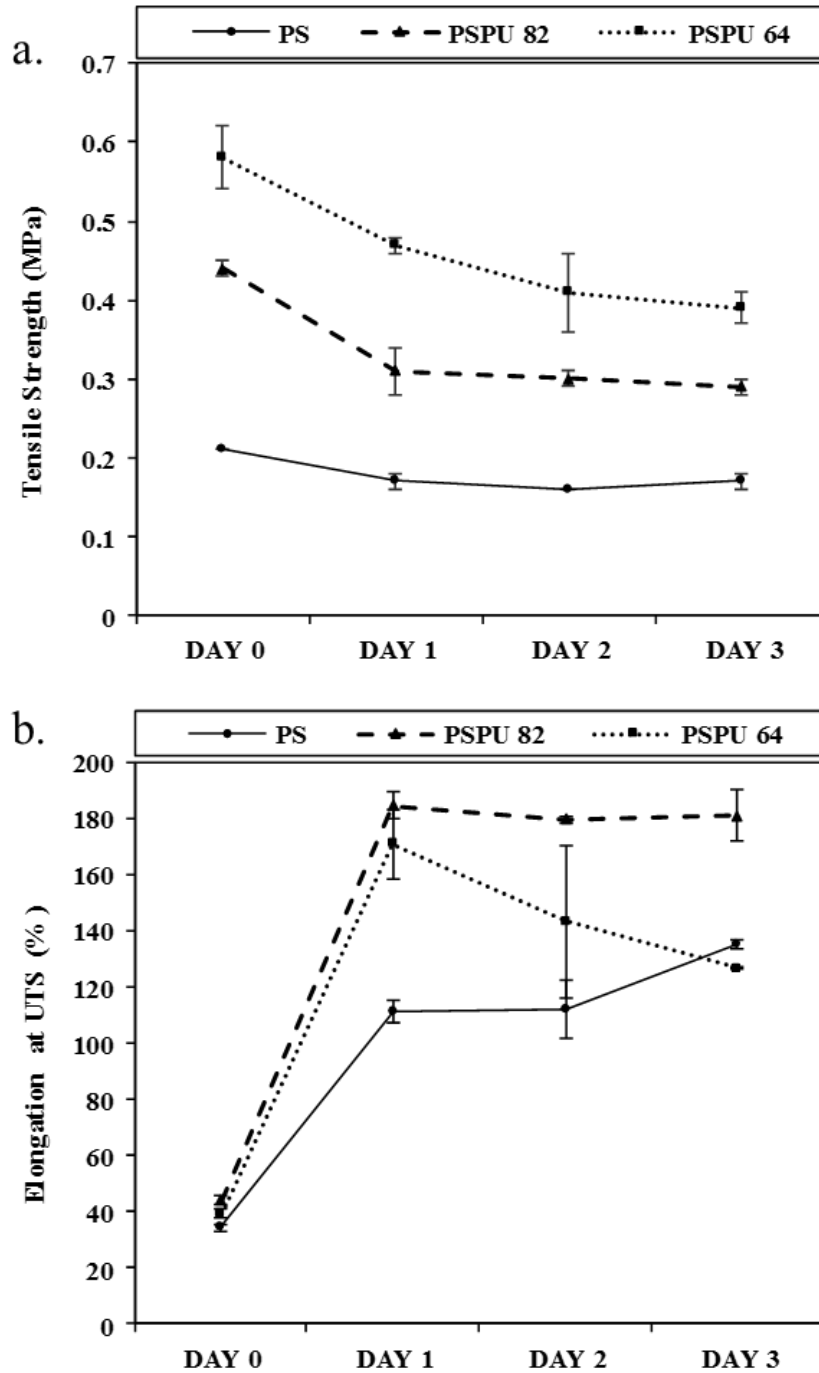 a.
PS PSPU 82 PSPU 64
0.7
0.6
0.5
0.4
0.3
0.2
0.1
0
Tensile Strength (MPa)
DAY 0 DAY 1 DAY 2 DAY 3
b.
PS PSPU 82 PSPU 64
200
180
160
140
120
100
80
60
40
20
0
Elongation at UTS (%)
DAY 0 DAY 1 DAY 2 DAY 3